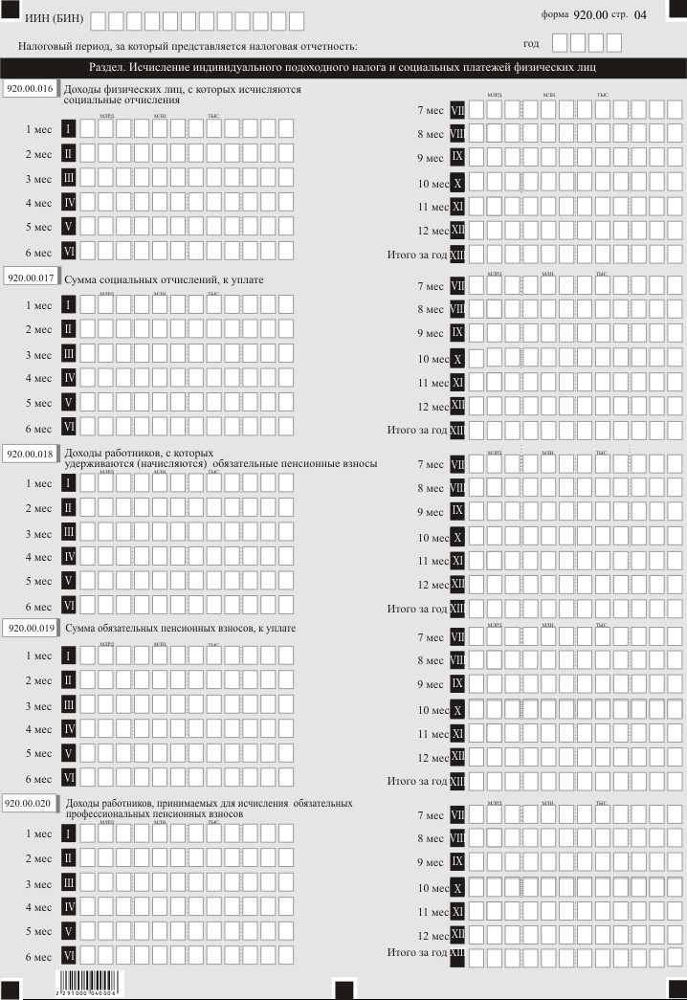 ИИН (БИН)
форма 920.00 стр. 04
Налоговый период, за который представляется налоговая отчетность:
год
Раздел. Исчисление индивидуального подоходного налога и социальных платежей физических лиц
920.00.016
Доходы физических лиц, с которых исчисляются
социальные отчисления
МЛРД. МЛН. ТЫС.
1 мес I
2 мес II
3 мес III
4 мес IV
5 мес V
6 мес VI
МЛРД. МЛН. ТЫС.
7 мес VII
8 мес VIII
9 мес IX
10 мес X
11 мес XI
12 мес XII
Итого за год XIII
920.00.017
Сумма социальных отчислений, к уплате
МЛРД. МЛН. ТЫС.
1 мес I
2 мес II
3 мес III
4 мес IV
5 мес V
6 мес VI
МЛРД. МЛН. ТЫС.
7 мес VII
8 мес VIII
9 мес IX
10 мес X
11 мес XI
12 мес XII
Итого за год XIII
920.00.018
Доходы работников, с которых
удерживаются (начисляются) обязательные пенсионные взносы
МЛРД. МЛН. ТЫС.
1 мес I
2 мес II
3 мес III
4 мес IV
5 мес V
6 мес VI
МЛРД. МЛН. ТЫС.
7 мес VII
8 мес VIII
9 мес IX
10 мес X
11 мес XI
12 мес XII
Итого за год XIII
920.00.019
Сумма обязательных пенсионных взносов, к уплате
МЛРД. МЛН. ТЫС.
1 мес I
2 мес II
3 мес III
4 мес IV
5 мес V
6 мес VI
МЛРД. МЛН. ТЫС.
7 мес VII
8 мес VIII
9 мес IX
10 мес X
11 мес XI
12 мес XII
Итого за год XIII
920.00.020
Доходы работников, принимаемых для исчисления обязательных
профессиональных пенсионных взносов
МЛРД. МЛН. ТЫС.
1 мес I
2 мес II
3 мес III
4 мес IV
5 мес V
6 мес VI
МЛРД. МЛН. ТЫС.
7 мес VII
8 мес VIII
9 мес IX
10 мес X
11 мес XI
12 мес XII
Итого за год XIII
2 291000 040006